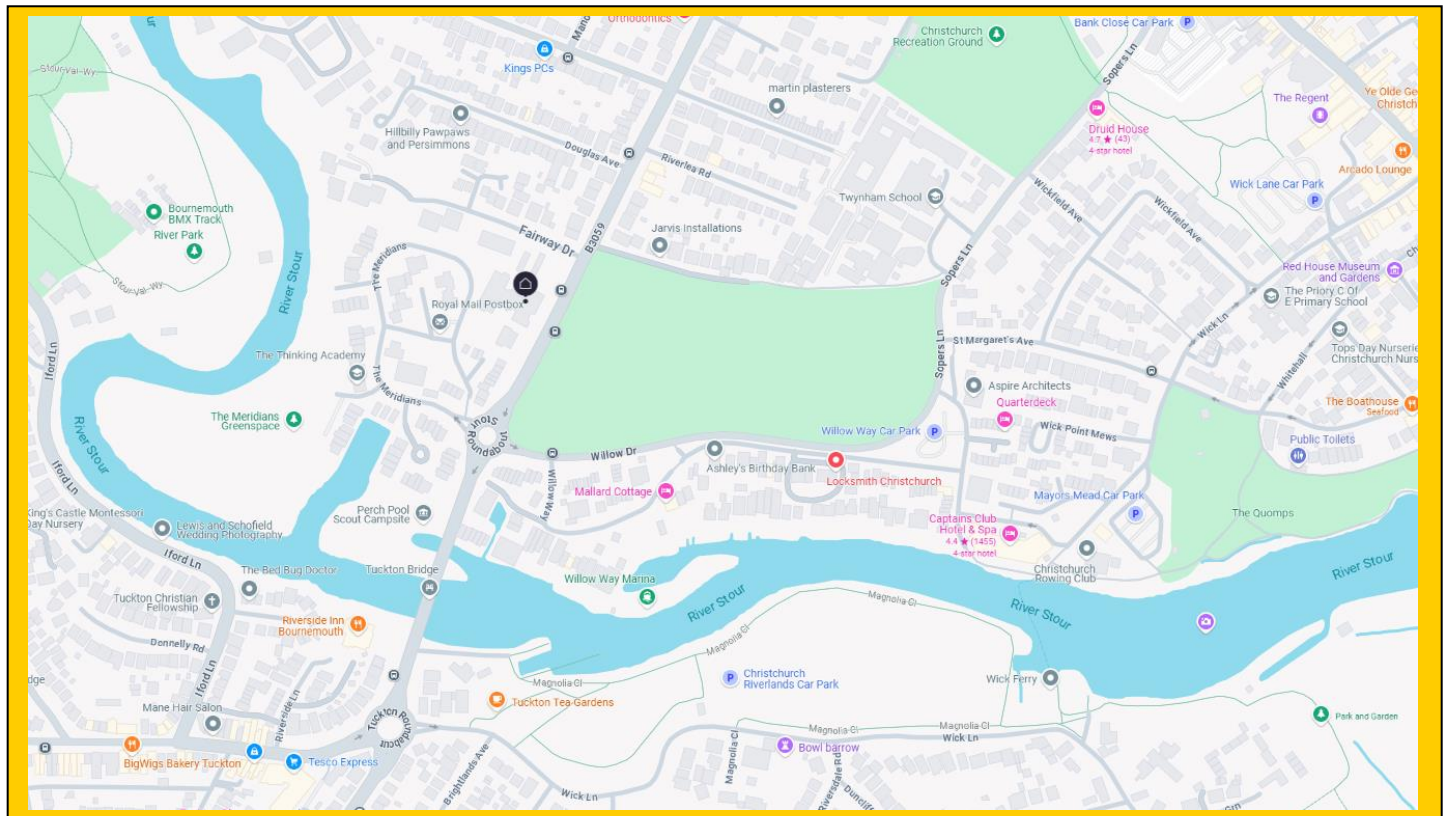 Orthodontics
Kings PCs
Christchurch
Recreation Ground
Bank Close Car Park
P
Sopers Ln
Stour-Val-Wy
martin plasterers
The Regent
Hillbilly Pawpaws
and Persimmons
Druid House
4.7 ★ (43)
4-star hotel
Arcado Lounge
Douglas Ave
Riverlea Rd
Twynham School
Wickfield Ave
Wickfield Ave
Wick Lane Car Park
P
Bournemouth
BMX Track
River Park
Fairway Dr
B3059
Jarvis Installations
The Meridians
Sopers Ln
Red House Museum
and Gardens
River Stour
Stour-Val-Wy
Royal Mail Postbox
The Priory C Of
E Primary School
Wick Ln
Iford Ln
The Thinking Academy
The Meridians
Sopers Ln
St Margaret's Ave
Whitehall
Aspire Architects
Quarterdeck
The Boathouse
Seafood
The Meridians
Greenspace
Stour
Roundabout
Willow Way Car Park
P
Wick Point Mews
Public Toilets
River Stour
Willow Dr
Ashley's Birthday Bank
Locksmith Christchurch
Willow Way
Mallard Cottage
Iford Ln
Mayors Mead Car Park
P
The Quomps
King's Castle Montessori
Day Nursery
Perch Pool
Scout Campsite
Lewis and Schofield
Wedding Photography
Captains Club
Hotel & Spa
4.4 ★ (1455)
4-star hotel
Iford Ln
The Bed Bug Doctor
Tuckton Bridge
Christchurch
Rowing Club
River Stour
Willow Way Marina
Tuckton Christian
Fellowship
River Stour
Magnolia Cl
River Stour
Riverside Inn
Bournemouth
Donnelly Rd
Magnolia Cl
Iford Ln
Magnolia Cl
P
Christchurch
Riverlands Car Park
Wick Ferry
Tuckton Tea Gardens
Mane Hair Salon
Riverside Ln
Tuckton Roundabout
Magnolia Cl
Magnolia Cl
Wick Ln
Park and Garden
BigWigs Bakery Tuckton
Tesco Express
Brightlands Ave
Wick Ln
Magnolia Cl
Bowl barrow
Riversdale Rd